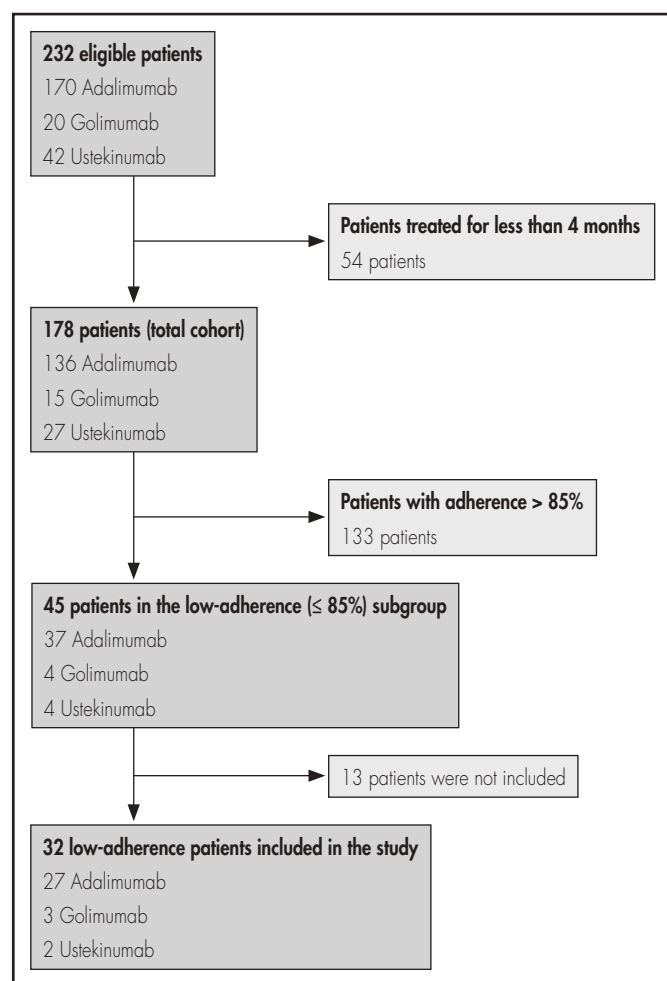 232 eligible patients
170 Adalimumab
20 Golimumab
42 Ustekinumab
Patients treated for less than 4 months
54 patients
178 patients (total cohort)
136 Adalimumab
15 Golimumab
27 Ustekinumab
Patients with adherence > 85%
133 patients
45 patients in the low-adherence (≤ 85%) subgroup
37 Adalimumab
4 Golimumab
4 Ustekinumab
13 patients were not included
32 low-adherence patients included in the study
27 Adalimumab
3 Golimumab
2 Ustekinumab